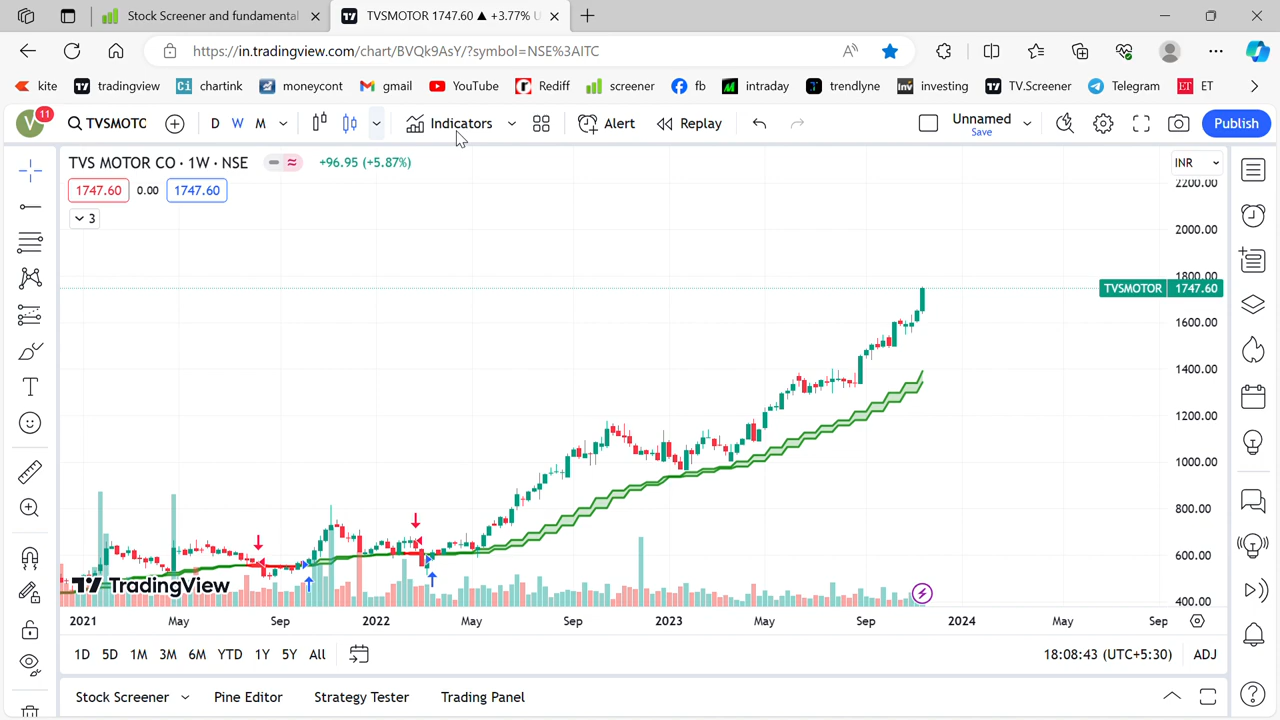 Stock Screener and fundamental
TVSMOTOR 1747.60 ▲ +3.77% U
https://in.tradingview.com/chart/BVQk9AsY/?symbol=NSE%3AITC
kite tradingview Ci chartink moneycont gmail YouTube Rediff screener fb intraday trendlyne inv investing TV.Screener Telegram ET ET
V 11 TVSMOTO D W M Indicators Alert Replay Unnamed Save Publish
TVS MOTOR CO · 1W · NSE +96.95 (+5.87%) INR
1747.60 0.00 1747.60
3
2200.00
2000.00
1800.00
TVSMOTOR 1747.60
1600.00
1400.00
1200.00
1000.00
800.00
600.00
TradingView
400.00
2021 May Sep 2022 May Sep 2023 May Sep 2024 May Sep
1D 5D 1M 3M 6M YTD 1Y 5Y All 18:08:43 (UTC+5:30) ADJ
Stock Screener Pine Editor Strategy Tester Trading Panel